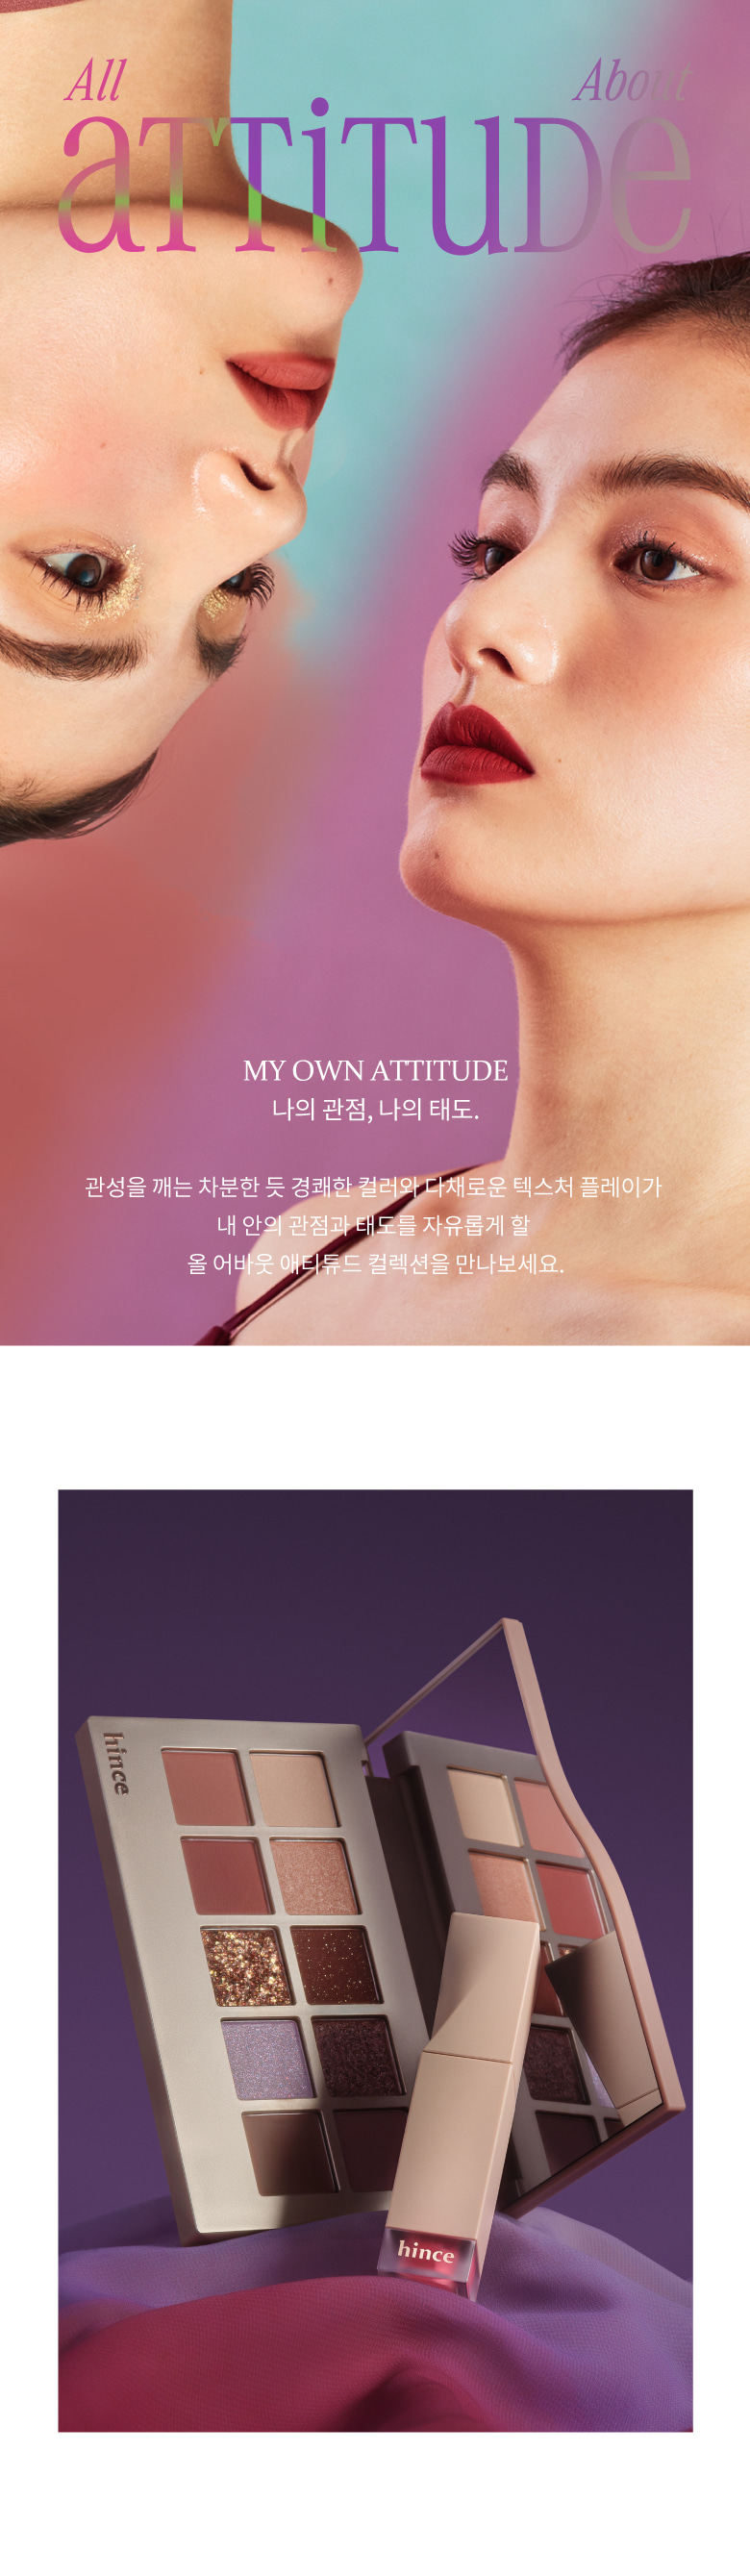 All About
aTTiTUDe
MY OWN ATTITUDE
나의 관점, 나의 태도.
관성을 깨는 차분한 듯 경쾌한 컬러와 다채로운 텍스처 플레이가
내 안의 관점과 태도를 자유롭게 할
올 어바웃 애티튜드 컬렉션을 만나보세요.
hince
hince